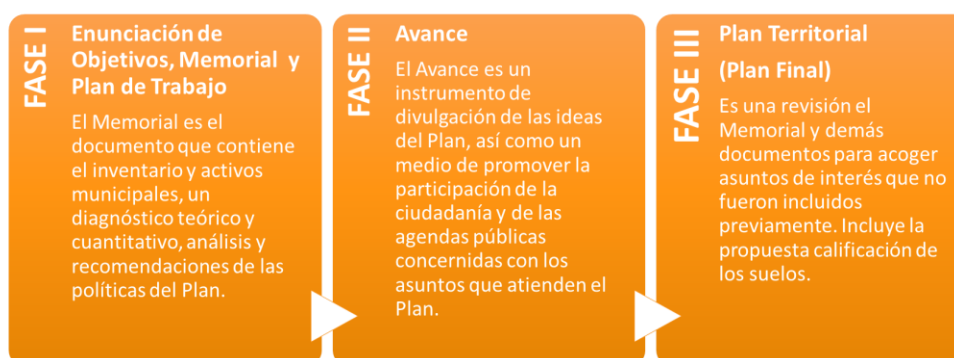 FASE I
Enunciación de
Objetivos, Memorial y
Plan de Trabajo
El Memorial es el
documento que contiene
el inventario y activos
municipales, un
diagnóstico teórico y
cuantitativo, análisis y
recomendaciones de las
políticas del Plan.
FASE II
Avance
El Avance es un
instrumento de
divulgación de las ideas
del Plan, así como un
medio de promover la
participación de la
ciudadanía y de las
agendas públicas
concernidas con los
asuntos que atienden el
Plan.
FASE III
Plan Territorial
(Plan Final)
Es una revisión el
Memorial y demás
documentos para acoger
asuntos de interés que no
fueron incluidos
previamente. Incluye la
propuesta calificación de
los suelos.